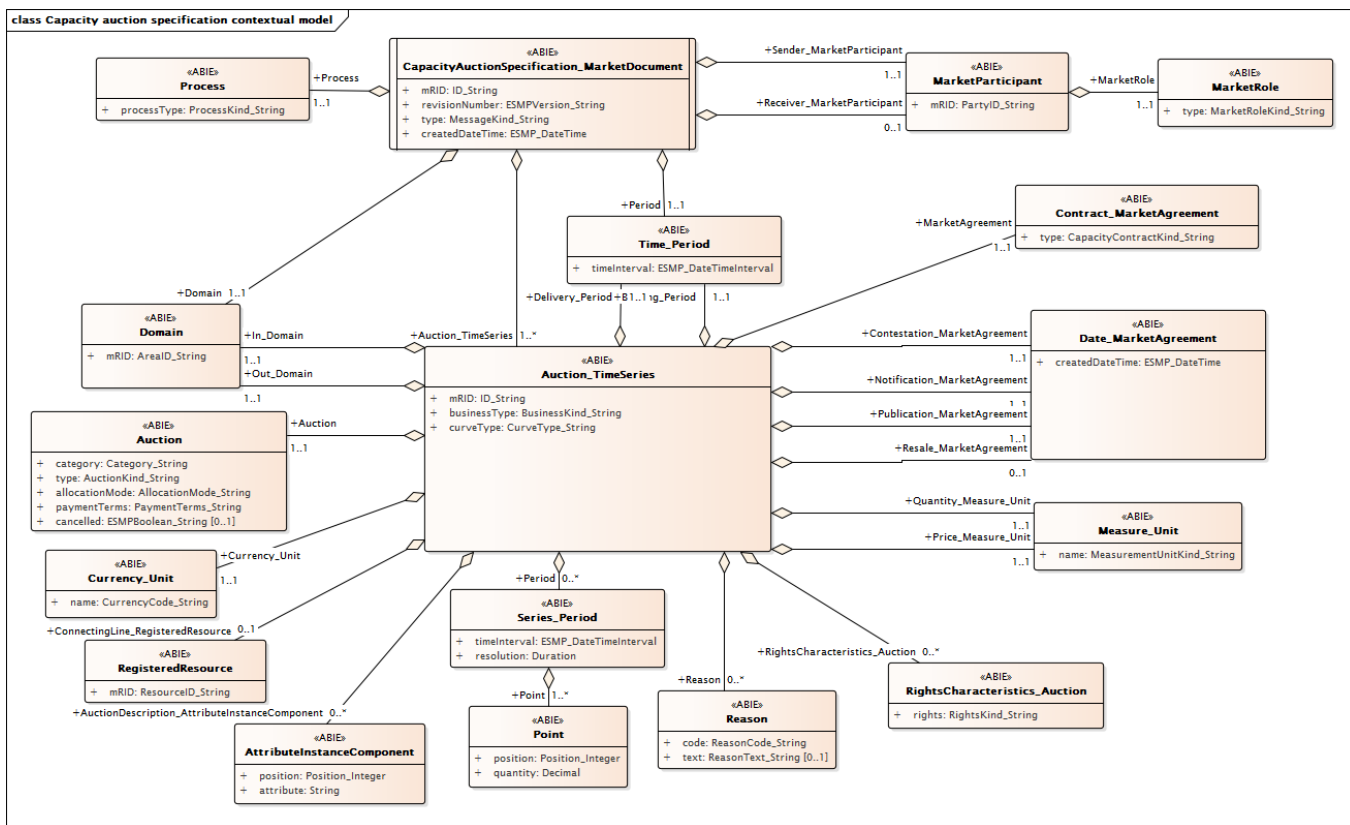 class Capacity auction specification contextual model
«ABIE»
Process
+ processType: ProcessKind_String
+Process
1..1
«ABIE»
CapacityAuctionSpecification_MarketDocument
+ mRID: ID_String
+ revisionNumber: ESMPVersion_String
+ type: MessageKind_String
+ createdDateTime: ESMP_DateTime
+Sender_MarketParticipant
1..1
+Receiver_MarketParticipant
0..1
«ABIE»
MarketParticipant
+ mRID: PartyID_String
+MarketRole
1..1
«ABIE»
MarketRole
+ type: MarketRoleKind_String
+Period 1..1
«ABIE»
Time_Period
+ timeInterval: ESMP_DateTimeInterval
+MarketAgreement
1..1
«ABIE»
Contract_MarketAgreement
+ type: CapacityContractKind_String
+Domain 1..1
«ABIE»
Domain
+ mRID: AreaID_String
+In_Domain
1..1
+Out_Domain
1..1
+Delivery_Period +B 1..1 ng_Period 1..1
+Auction_TimeSeries 1..*
«ABIE»
Auction_TimeSeries
+ mRID: ID_String
+ businessType: BusinessKind_String
+ curveType: CurveType_String
+Contestation_MarketAgreement
1..1
+Notification_MarketAgreement
1..1
+Publication_MarketAgreement
1..1
+Resale_MarketAgreement
0..1
«ABIE»
Date_MarketAgreement
+ createdDateTime: ESMP_DateTime
«ABIE»
Auction
+ category: Category_String
+ type: AuctionKind_String
+ allocationMode: AllocationMode_String
+ paymentTerms: PaymentTerms_String
+ cancelled: ESMPBoolean_String [0..1]
+Auction
1..1
+Quantity_Measure_Unit
1..1
+Price_Measure_Unit
1..1
«ABIE»
Measure_Unit
+ name: MeasurementUnitKind_String
«ABIE»
Currency_Unit
+ name: CurrencyCode_String
+Currency_Unit
1..1
+ConnectingLine_RegisteredResource 0..1
«ABIE»
RegisteredResource
+ mRID: ResourceID_String
+Period 0..*
«ABIE»
Series_Period
+ timeInterval: ESMP_DateTimeInterval
+ resolution: Duration
+RightsCharacteristics_Auction 0..*
«ABIE»
RightsCharacteristics_Auction
+ rights: RightsKind_String
+AuctionDescription_AttributeInstanceComponent 0..*
«ABIE»
AttributeInstanceComponent
+ position: Position_Integer
+ attribute: String
+Point 1..*
«ABIE»
Point
+ position: Position_Integer
+ quantity: Decimal
+Reason 0..*
«ABIE»
Reason
+ code: ReasonCode_String
+ text: ReasonText_String [0..1]